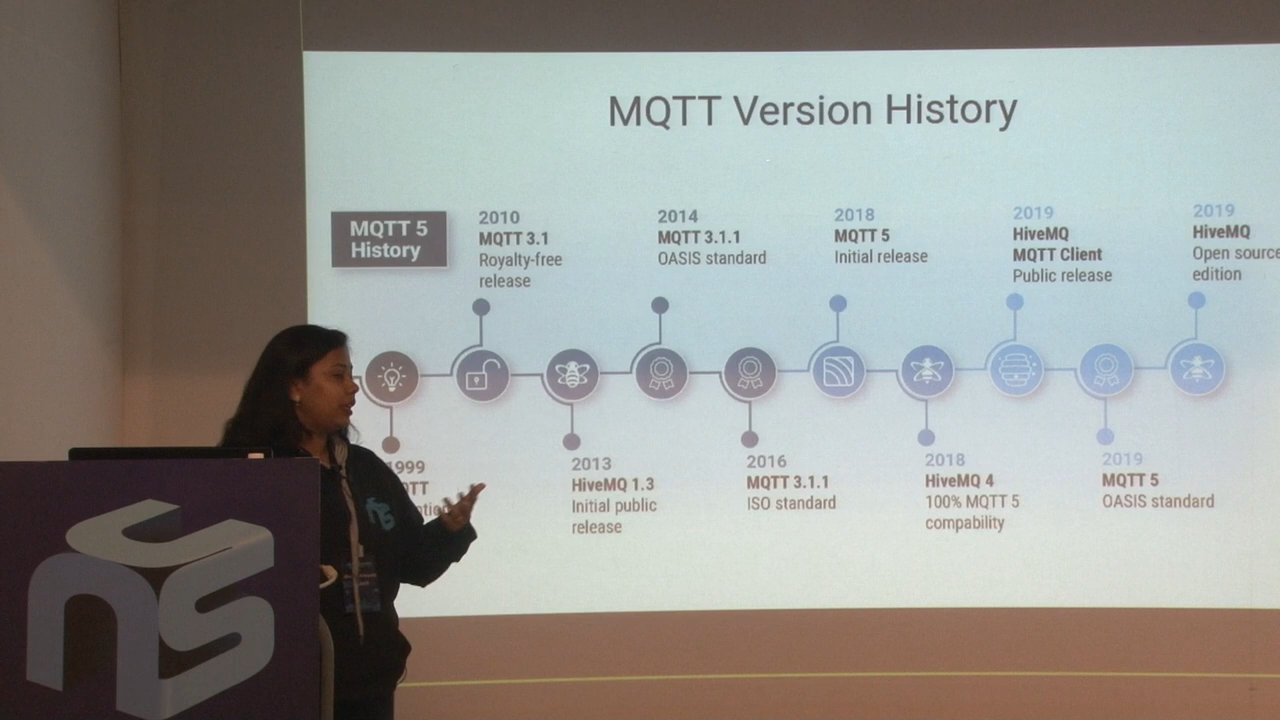 MQTT Version History
MQTT 5
History
2010
MQTT 3.1
Royalty-free
release
2014
MQTT 3.1.1
OASIS standard
2018
MQTT 5
Initial release
2019
HiveMQ
MQTT Client
Public release
2019
HiveMQ
Open source
edition
1999
2013
HiveMQ 1.3
Initial public
release
2016
MQTT 3.1.1
ISO standard
2018
HiveMQ 4
100% MQTT 5
compability
2019
MQTT 5
OASIS standard